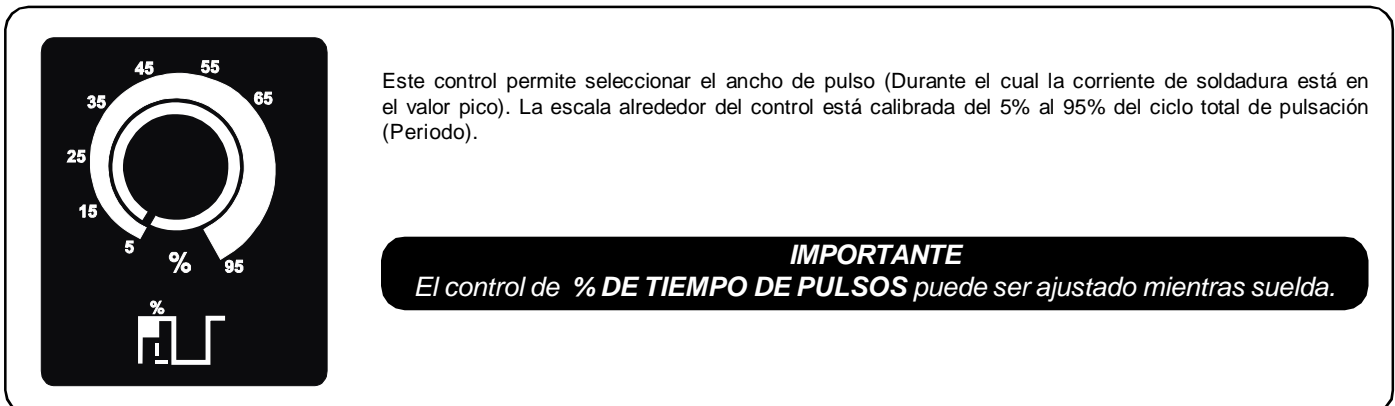 45 55
35 65
25
15
5 % 95
%
Este control permite seleccionar el ancho de pulso (Durante el cual la corriente de soldadura está en
el valor pico). La escala alrededor del control está calibrada del 5% al 95% del ciclo total de pulsación
(Periodo).
IMPORTANTE
El control de % DE TIEMPO DE PULSOS puede ser ajustado mientras suelda.